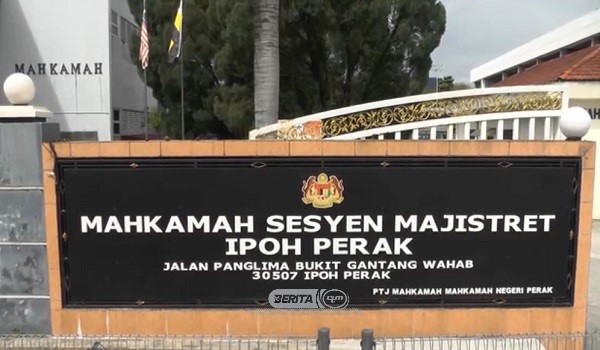 MAHKAMAH
MAHKAMAH SESYEN MAJISTRET
IPOH PERAK
JALAN PANGLIMA BUKIT GANTANG WAHAB
30507 IPOH PERAK
PTJ MAHKAMAH MAHKAMAH NEGERI PERAK
BERITA RTM